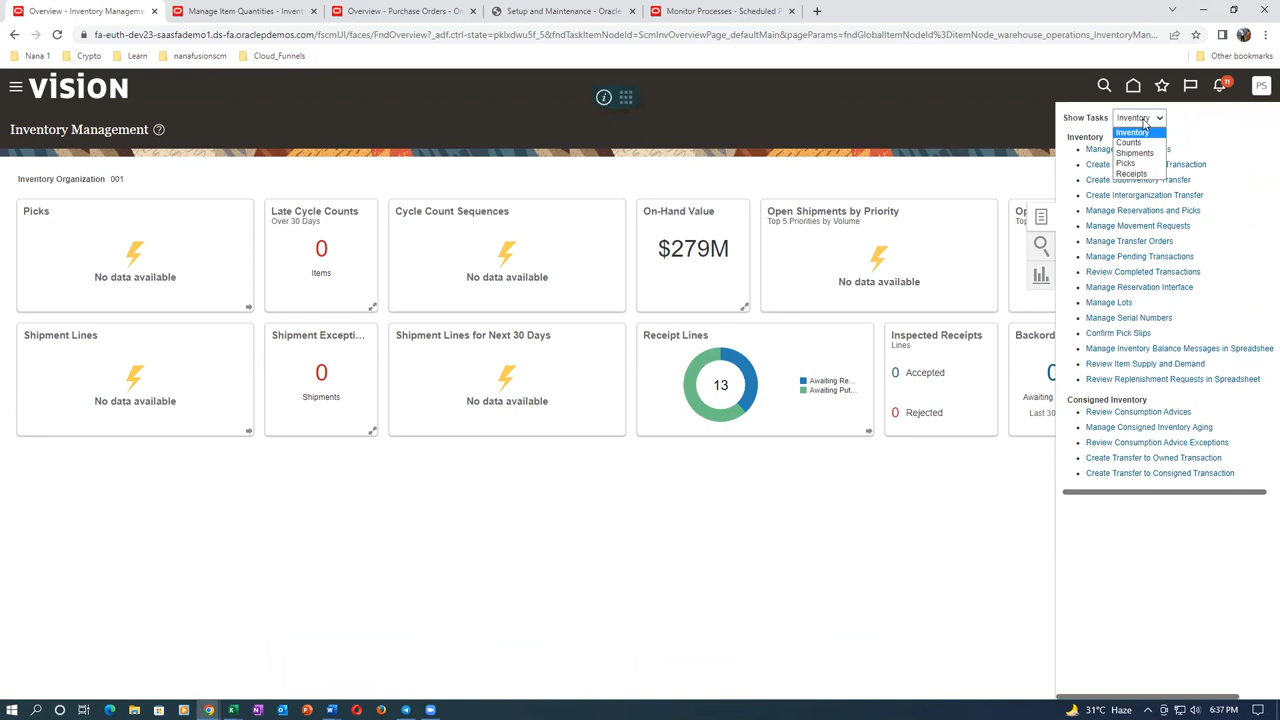 Overview - Inventory Manageme
Manage Item Quantities - Invent
Overview - Purchase Orders - Or
Setup and Maintenance - Oracle
Monitor Processes - Scheduled P
fa-euth-dev23-saasfademo1.ds-fa.oraclepdemos.com/fscmUI/faces/FndOverview?_adf.ctrl-state=pklxdwu5f_5&fndTaskItemNodeId=ScmInvOverviewPage_defaultMain&pageParams=fndGlobalItemNodeId%3DitemNode_warehouse_operations_InventoryMan...
Nana 1
Crypto
Learn
nanafusionscm
Cloud_Funnels
Other bookmarks
VISION
11
PS
Inventory Management
Show Tasks Inventory
Inventory
Counts
Shipments
Picks
Receipts
Inventory
Create Interorganization Transfer
Manage Reservations and Picks
Manage Movement Requests
Manage Transfer Orders
Manage Pending Transactions
Review Completed Transactions
Manage Reservation Interface
Manage Lots
Manage Serial Numbers
Confirm Pick Slips
Manage Inventory Balance Messages in Spreadshee
Review Item Supply and Demand
Review Replenishment Requests in Spreadsheet
Consigned Inventory
Review Consumption Advices
Manage Consigned Inventory Aging
Review Consumption Advice Exceptions
Create Transfer to Owned Transaction
Create Transfer to Consigned Transaction
Inventory Organization 001
Picks
No data available
Late Cycle Counts
Over 30 Days
0
Items
Cycle Count Sequences
No data available
On-Hand Value
$279M
Open Shipments by Priority
Top 5 Priorities by Volume
No data available
Shipment Lines
No data available
Shipment Excepti...
0
Shipments
Shipment Lines for Next 30 Days
No data available
Receipt Lines
13
Awaiting Re...
Awaiting Put...
Inspected Receipts
Lines
0 Accepted
0 Rejected
Backord
Awaiting
Last 30
31°C Haze
6:37 PM